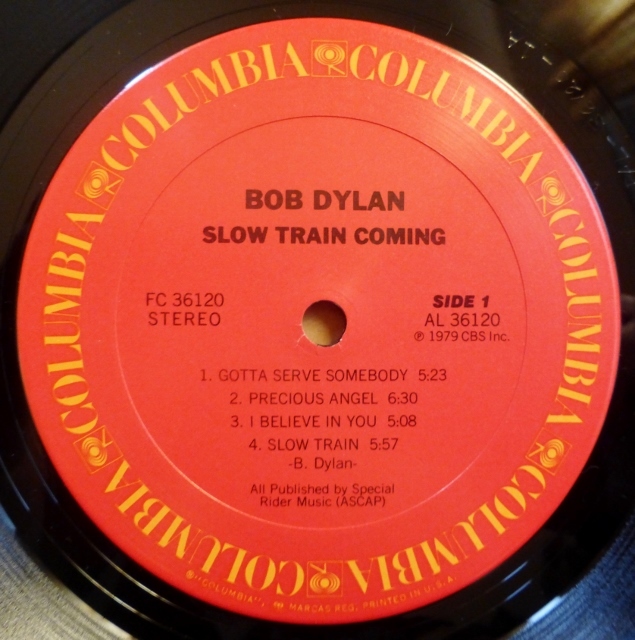 COLUMBIA COLUMBIA COLUMBIA COLUMBIA COLUMBIA COLUMBIA
BOB DYLAN
SLOW TRAIN COMING
FC 36120
STEREO
SIDE 1
AL 36120
℗ 1979 CBS Inc.
1. GOTTA SERVE SOMEBODY 5:23
2. PRECIOUS ANGEL 6:30
3. I BELIEVE IN YOU 5:08
4. SLOW TRAIN 5:57
-B. Dylan-
All Published by Special
Rider Music (ASCAP)
®"COLUMBIA", MARCAS REG. PRINTED IN U.S.A.